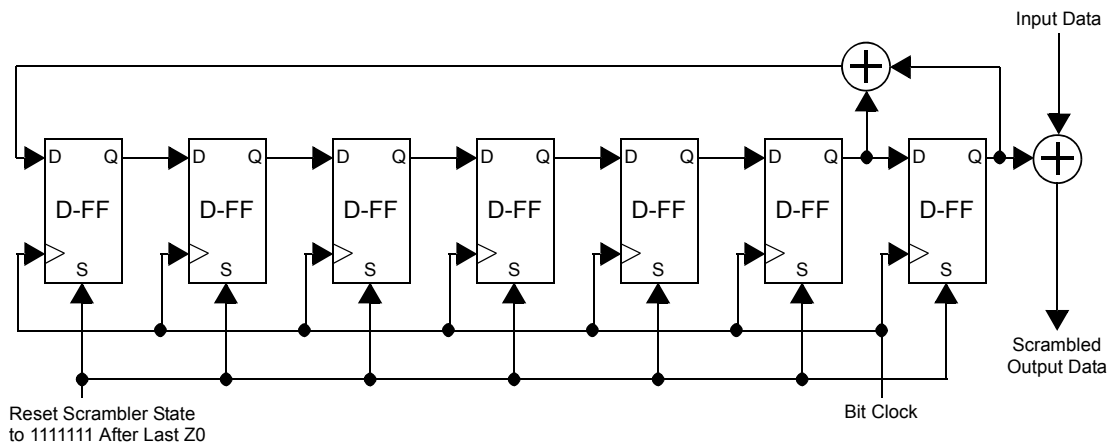 Input Data
D Q D Q D Q D Q D Q D Q D Q
D-FF D-FF D-FF D-FF D-FF D-FF D-FF
S S S S S S S
Scrambled
Output Data
Reset Scrambler State
to 1111111 After Last Z0
Bit Clock